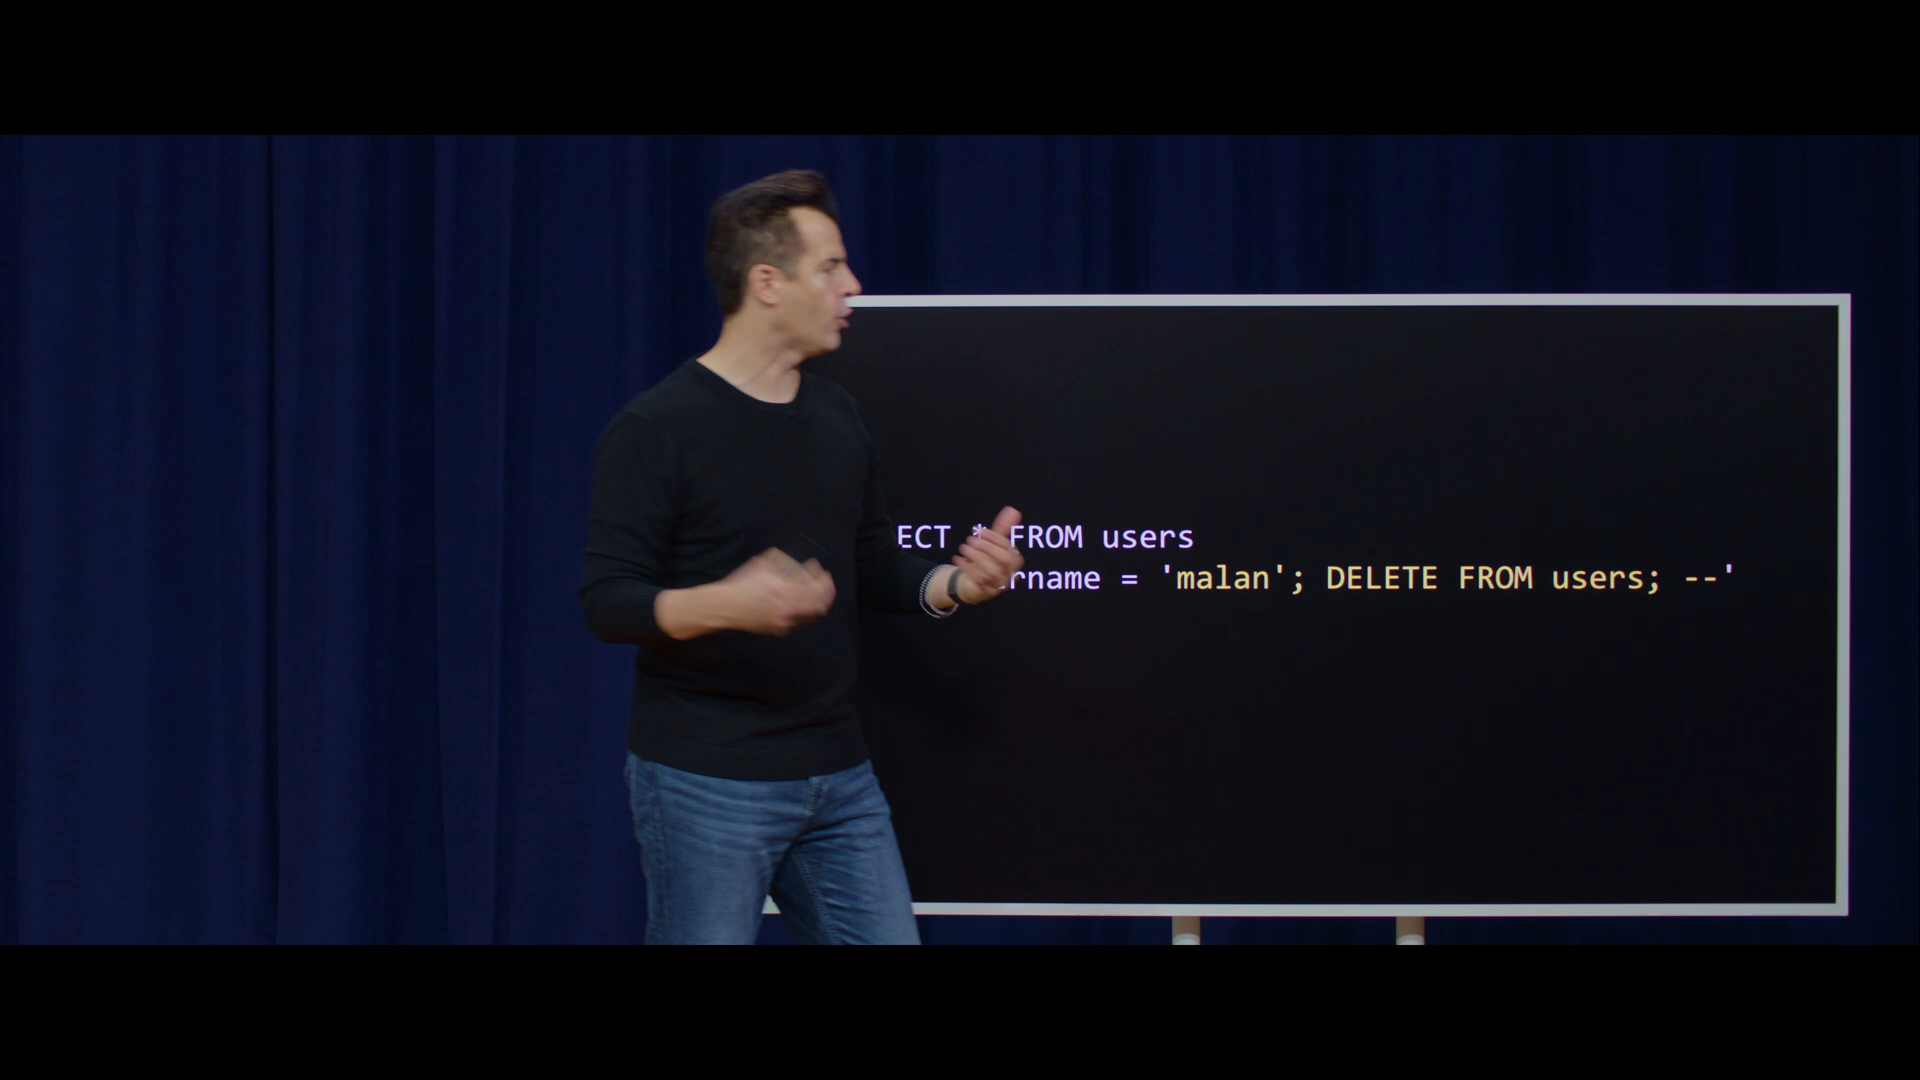 ECT * FROM users
rname = 'malan'; DELETE FROM users; --'